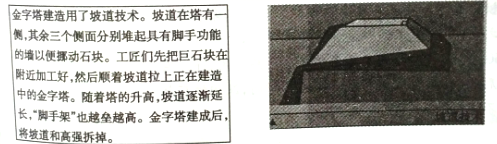 金字塔建造用了坡道技术。坡道在塔有一
侧,其余三个侧面分别堆起具有脚手功能
的墙以便挪动石块。工匠们先把巨石块在
附近加工好,然后顺着坡道拉上正在建造
中的金字塔。随着塔的升高,坡道逐渐延
长,“脚手架”也越垒越高。金字塔建成后,
将坡道和高强拆掉。